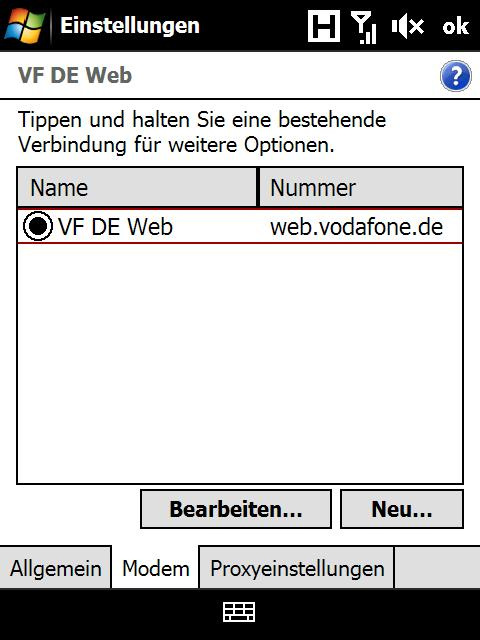 Einstellungen
H
ok
VF DE Web
?
Tippen und halten Sie eine bestehende
Verbindung für weitere Optionen.
Name Nummer
VF DE Web web.vodafone.de
Bearbeiten... Neu...
Allgemein Modem Proxyeinstellungen